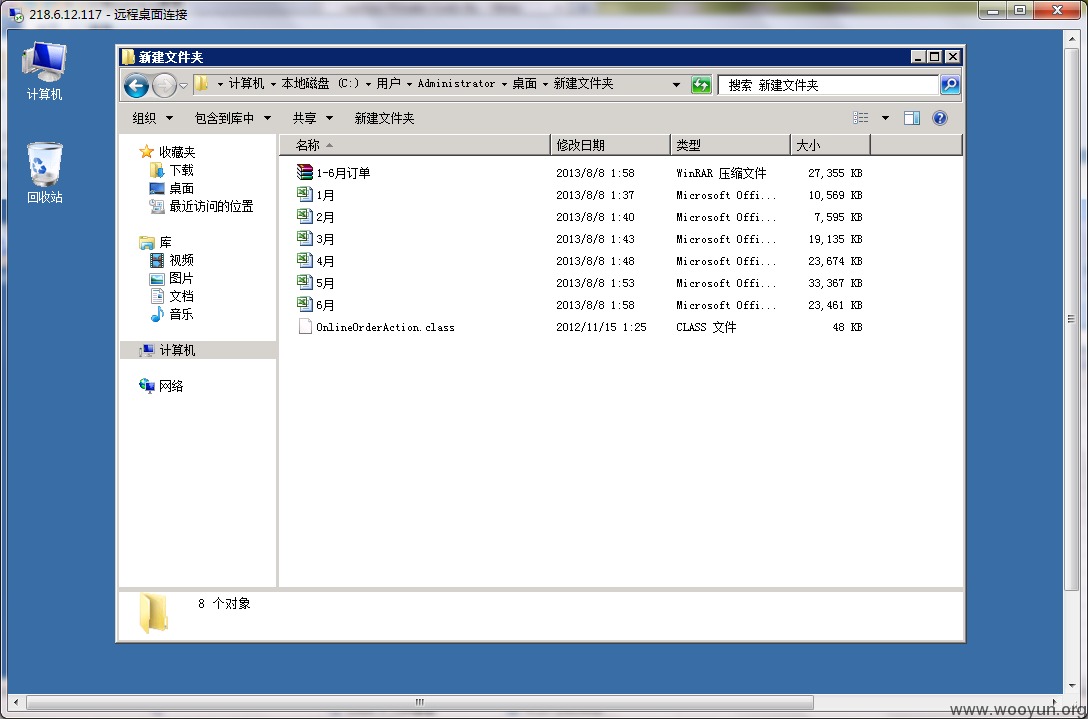 218.6.12.117 - 远程桌面连接
计算机
回收站
新建文件夹
计算机 本地磁盘 (C:) 用户 Administrator 桌面 新建文件夹
搜索 新建文件夹
组织 包含到库中 共享 新建文件夹
名称 修改日期 类型 大小
收藏夹
下载
桌面
最近访问的位置
库
视频
图片
文档
音乐
计算机
网络
1-6月订单 2013/8/8 1:58 WinRAR 压缩文件 27,355 KB
1月 2013/8/8 1:37 Microsoft Offi... 10,569 KB
2月 2013/8/8 1:40 Microsoft Offi... 7,595 KB
3月 2013/8/8 1:43 Microsoft Offi... 19,135 KB
4月 2013/8/8 1:48 Microsoft Offi... 23,674 KB
5月 2013/8/8 1:53 Microsoft Offi... 33,367 KB
6月 2013/8/8 1:58 Microsoft Offi... 23,461 KB
OnlineOrderAction.class 2012/11/15 1:25 CLASS 文件 48 KB
8 个对象
www.wooyun.org